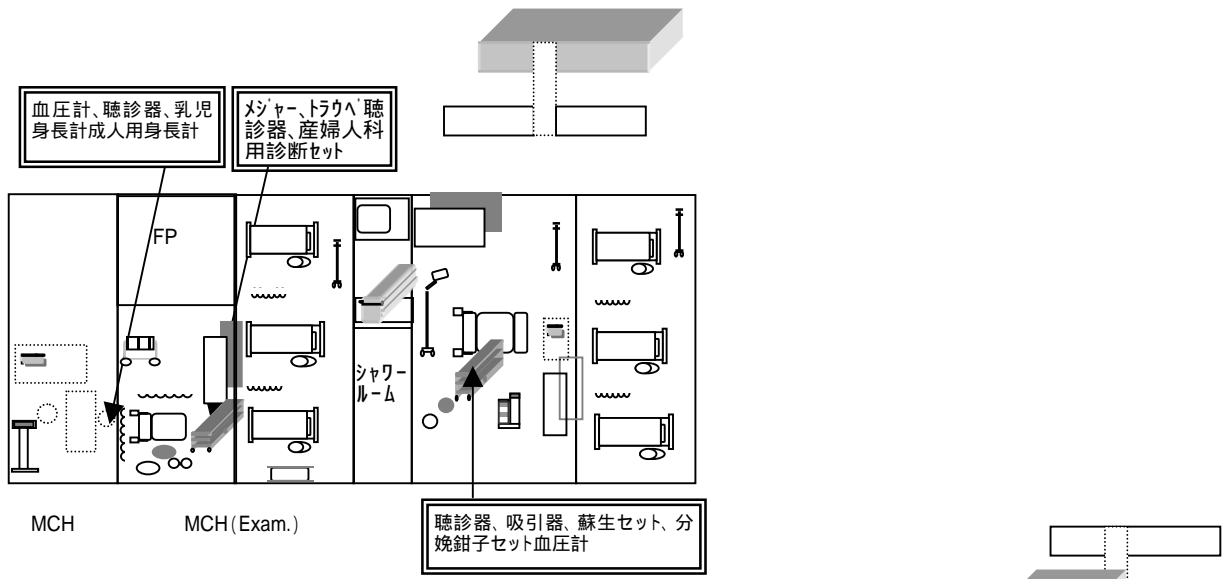 血圧計、聴診器、乳児
身長計成人用身長計
ﾒｼﾞｬｰ、ﾄﾗｳﾍﾞ聴
診器、産婦人科
用診断ｾｯﾄ
FP
シャワー
ルーム
MCH
MCH(Exam.)
聴診器、吸引器、蘇生セット、分
娩鉗子セット血圧計